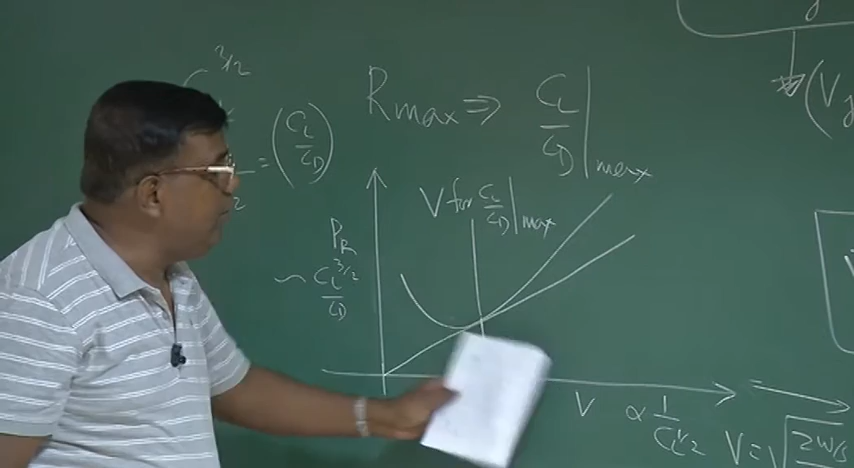 3/2
R max ⇒ CL/CD | max
= (CL/CD)
V for CL/CD | max
PR
~ CL^3/2 / CD
V ∝ 1/CL^1/2
V = √2W/S